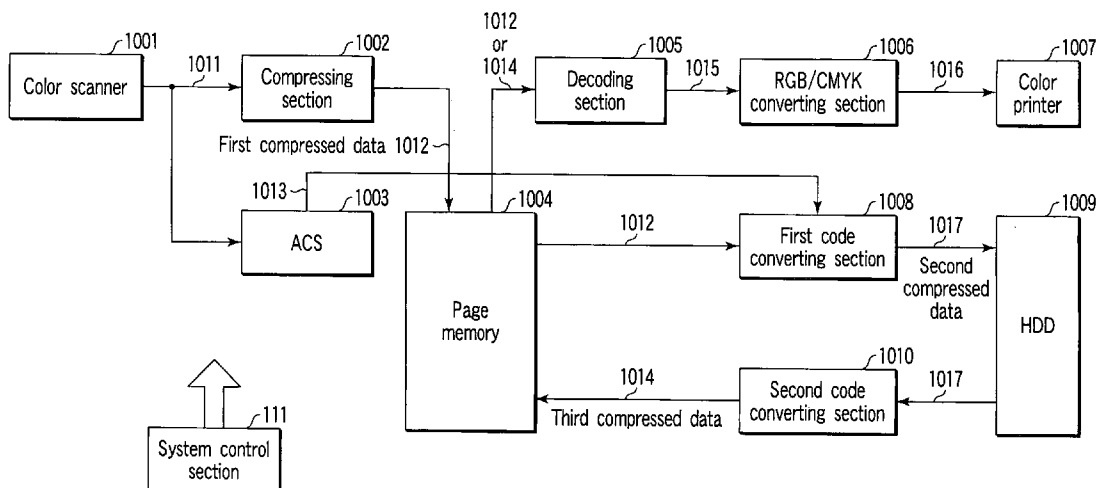 1001
Color scanner
1011
1002
Compressing
section
1012
or
1014
1005
Decoding
section
1015
1006
RGB/CMYK
converting section
1016
1007
Color
printer
First compressed data 1012
1013
1003
ACS
1004
Page
memory
1012
1008
First code
converting section
1017
Second
compressed
data
1009
HDD
1014
Third compressed data
1010
Second code
converting section
1017
111
System control
section